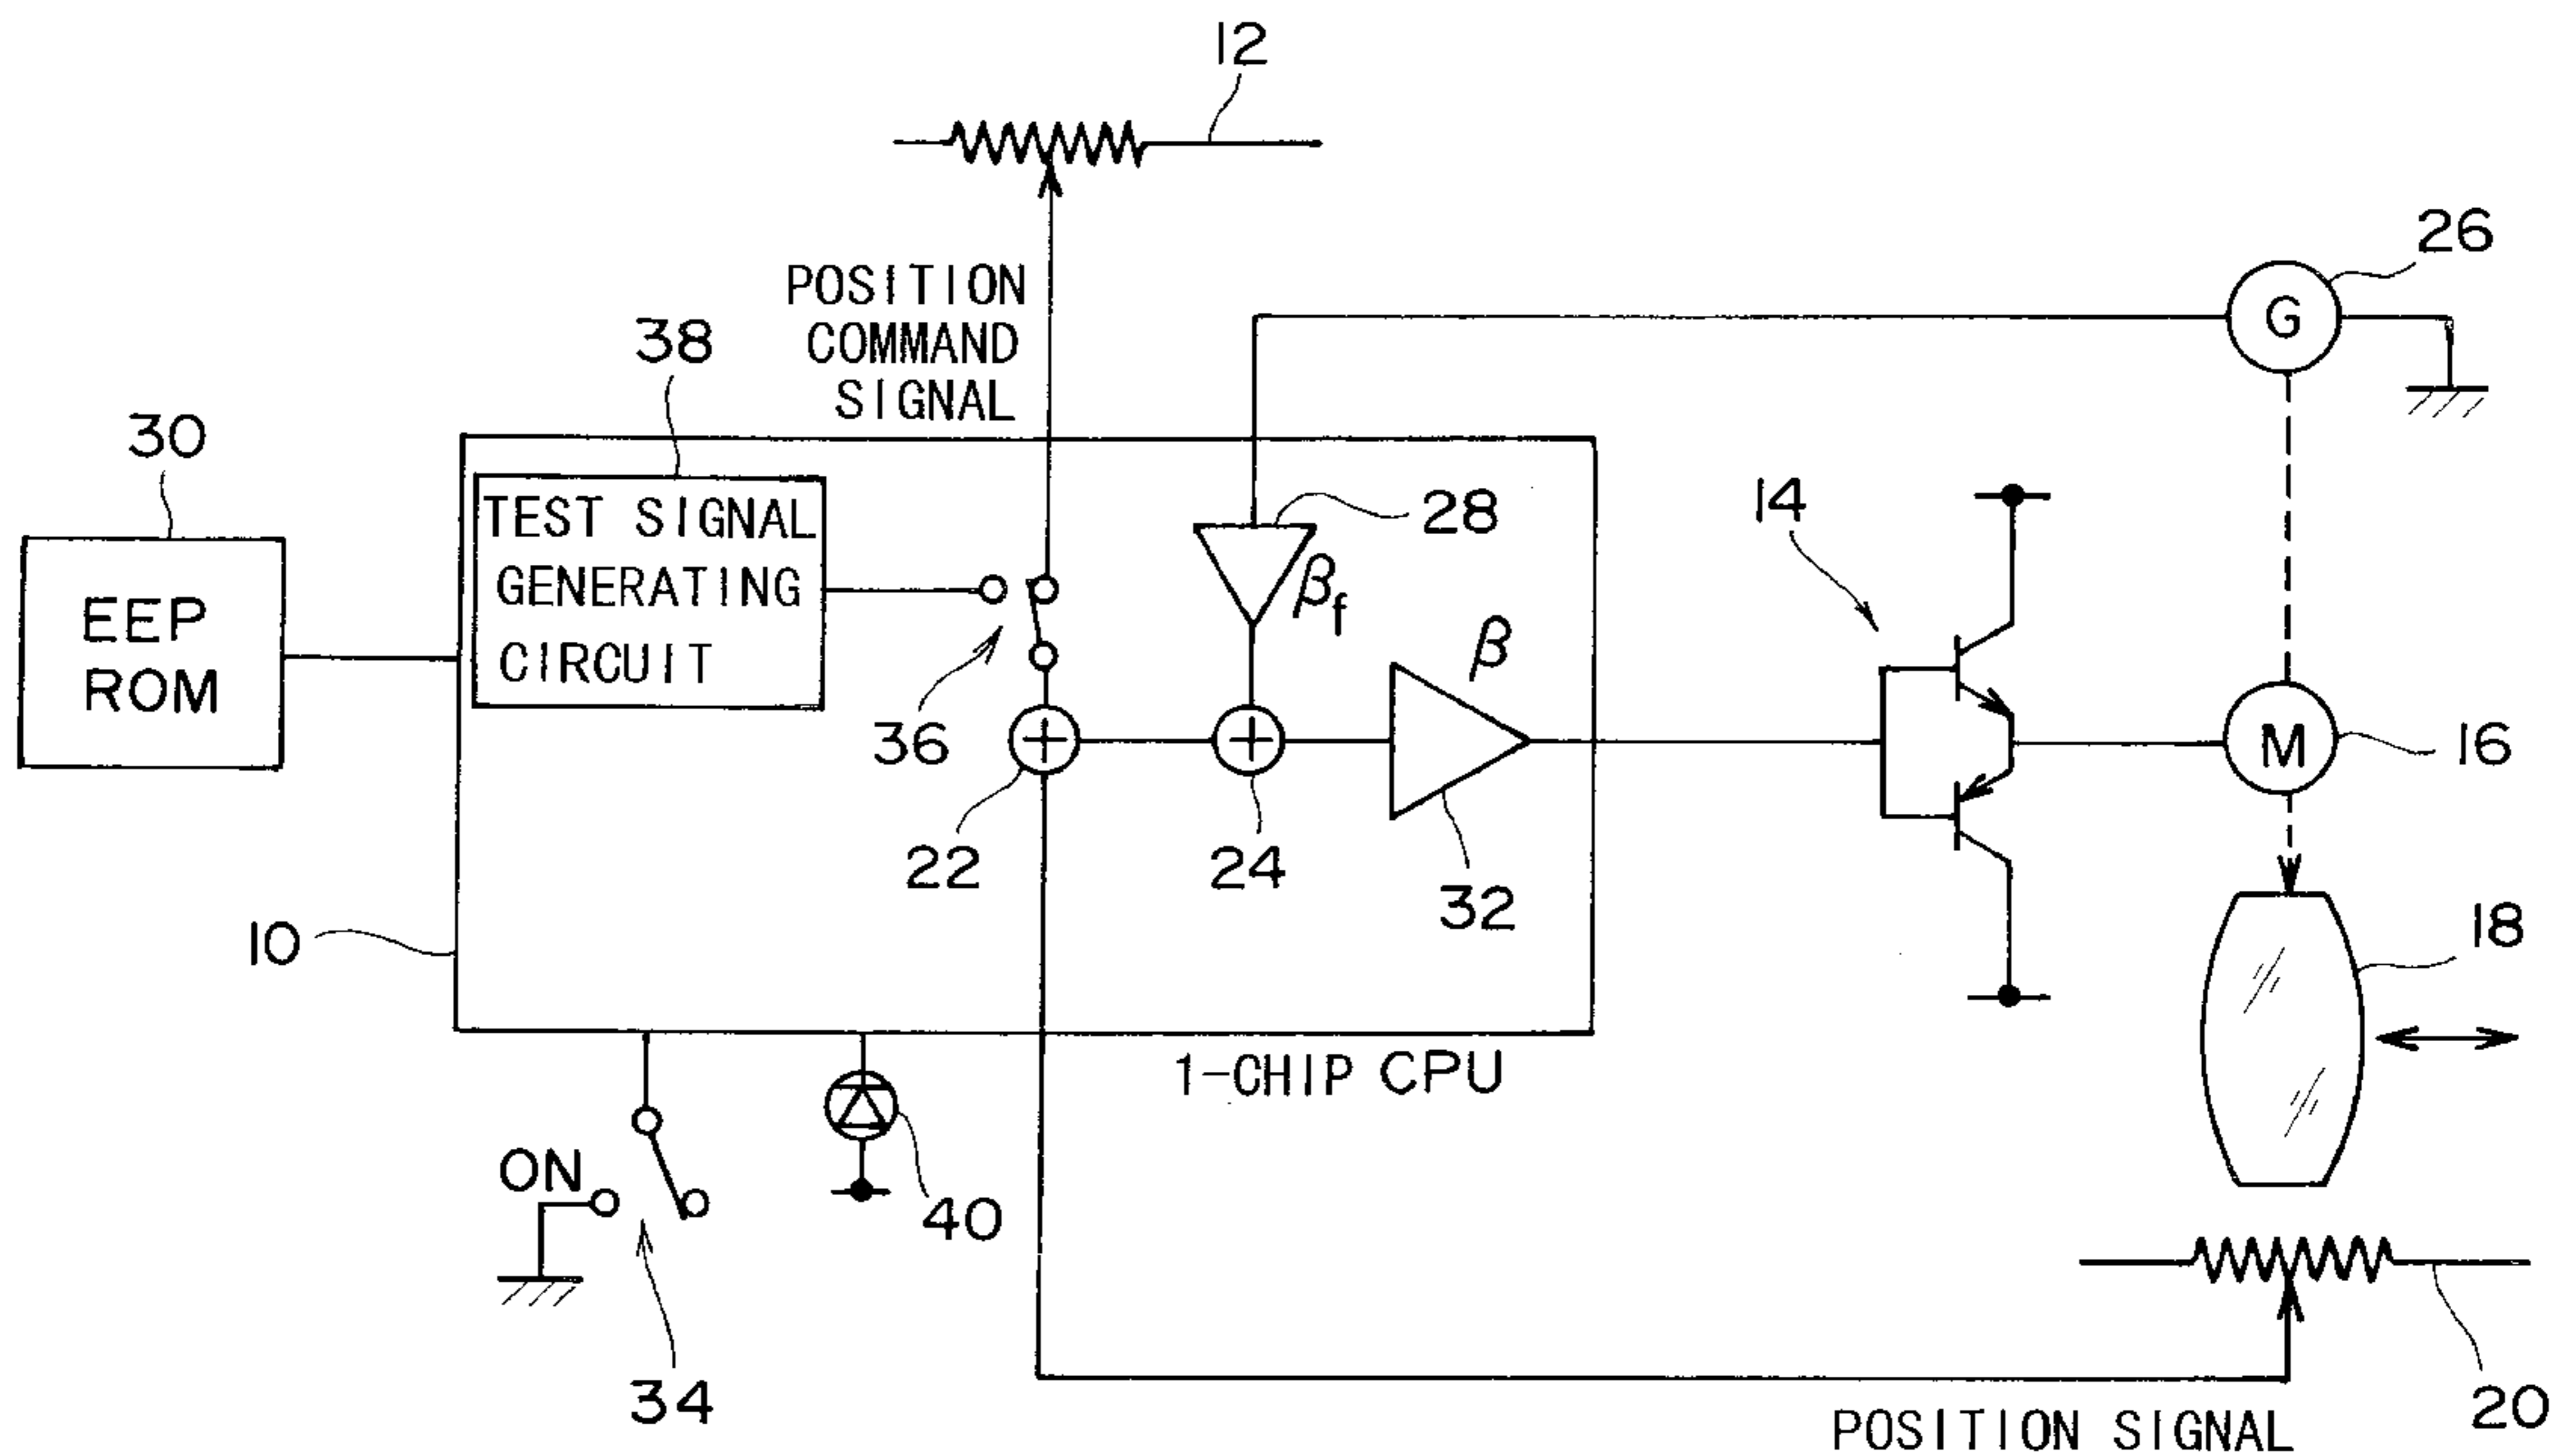 12
26
POSITION
COMMAND
SIGNAL
G
38
30
28
14
TEST SIGNAL
GENERATING
CIRCUIT
βf
β
EEP
ROM
36
M
16
22
24
32
10
18
1-CHIP CPU
ON
40
34
20
POSITION SIGNAL